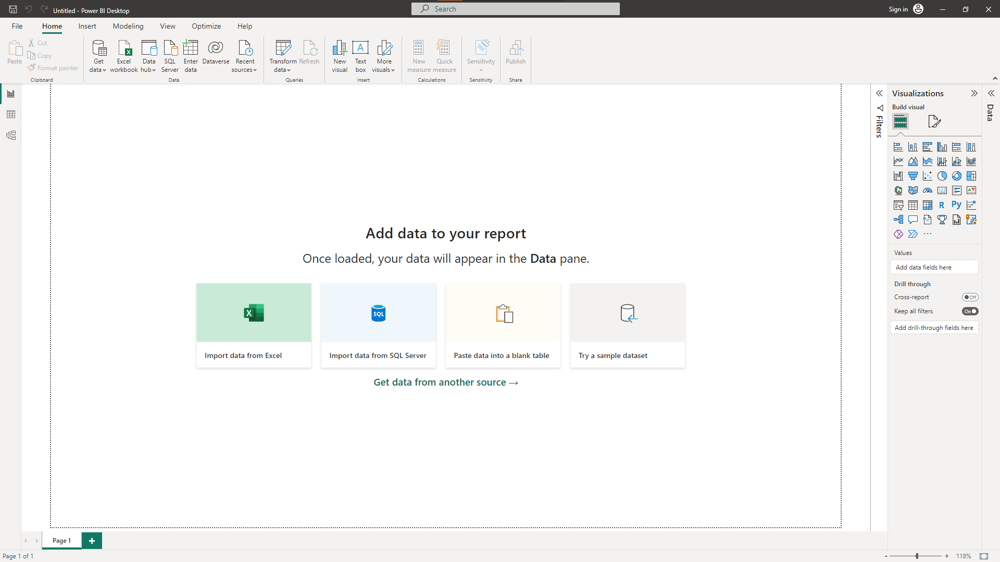 Untitled - Power BI Desktop
Search
Sign in
File
Home
Insert
Modeling
View
Optimize
Help
Paste
Cut
Copy
Format painter
Clipboard
Get
data
Excel
workbook
Data
hub
SQL
Server
Enter
data
Dataverse
Recent
sources
Data
Transform
data
Refresh
Queries
New
visual
Text
box
More
visuals
Insert
New
measure
Quick
measure
Calculations
Sensitivity
Sensitivity
Publish
Share
Filters
Visualizations
Build visual
Data
123
R
Py
Values
Add data fields here
Drill through
Cross-report
Off
Keep all filters
On
Add drill-through fields here
Add data to your report
Once loaded, your data will appear in the Data pane.
X
SQL
Import data from Excel
Import data from SQL Server
Paste data into a blank table
Try a sample dataset
Get data from another source →
Page 1
Page 1 of 1
- + 118%